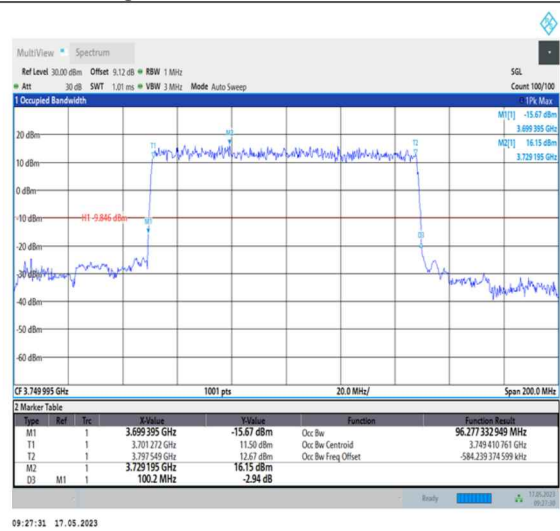 MultiView Spectrum
Ref Level 30.00 dBm Offset 9.12 dB RBW 1 MHz SGL
Att 30 dB SWT 1.01 ms VBW 3 MHz Mode Auto Sweep Count 100/100
1 Occupied Bandwidth 1Pk Max
M1[1] -15.67 dBm
3.699 395 GHz
M2[1] 16.15 dBm
3.729 195 GHz
20 dBm
M2
T1 T2
10 dBm
0 dBm
-10 dBm H1 -9.846 dBm M1
D3
-20 dBm
-30 dBm
-40 dBm
-50 dBm
-60 dBm
CF 3.749 995 GHz 1001 pts 20.0 MHz/ Span 200.0 MHz
2 Marker Table
Type Ref Trc X-Value Y-Value Function Function Result
M1 1 3.699 395 GHz -15.67 dBm Occ Bw 96.277 332 949 MHz
T1 1 3.701 272 GHz 11.50 dBm Occ Bw Centroid 3.749 410 761 GHz
T2 1 3.797 549 GHz 12.67 dBm Occ Bw Freq Offset -584.239 374 599 kHz
M2 1 3.729 195 GHz 16.15 dBm
D3 M1 1 100.2 MHz -2.94 dB
Ready 17.05.2023
09:27:30
09:27:31 17.05.2023